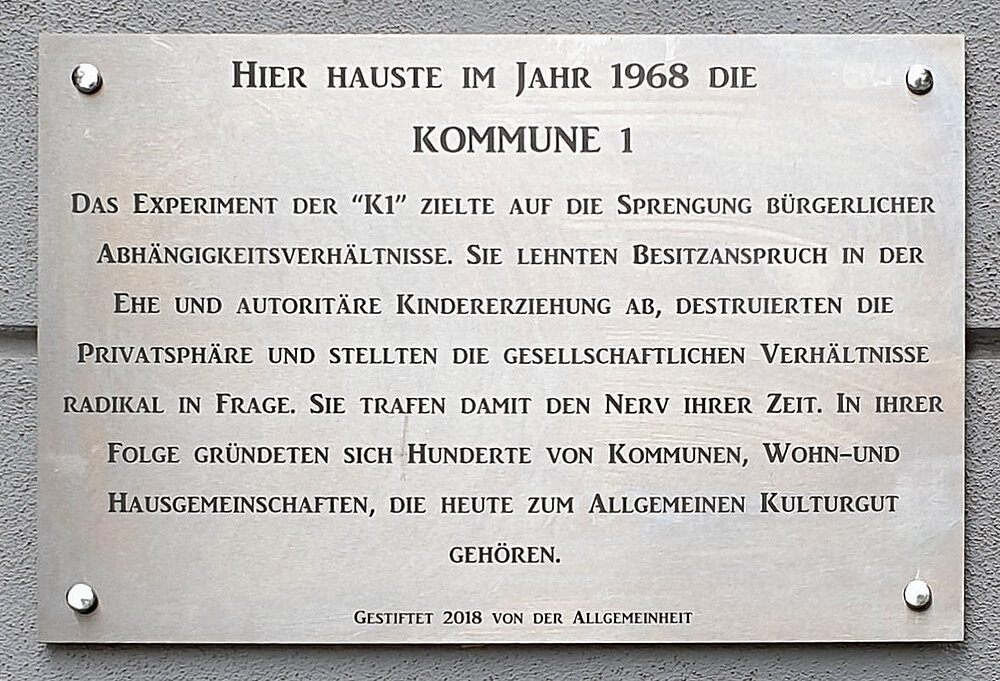 Hier hauste im Jahr 1968 die
KOMMUNE 1
Das Experiment der “K1” zielte auf die Sprengung bürgerlicher
Abhängigkeitsverhältnisse. Sie lehnten Besitzanspruch in der
Ehe und autoritäre Kindererziehung ab, destruierten die
Privatsphäre und stellten die gesellschaftlichen Verhältnisse
radikal in Frage. Sie trafen damit den Nerv ihrer Zeit. In ihrer
Folge gründeten sich Hunderte von Kommunen, Wohn-und
Hausgemeinschaften, die heute zum Allgemeinen Kulturgut
gehören.
Gestiftet 2018 von der Allgemeinheit